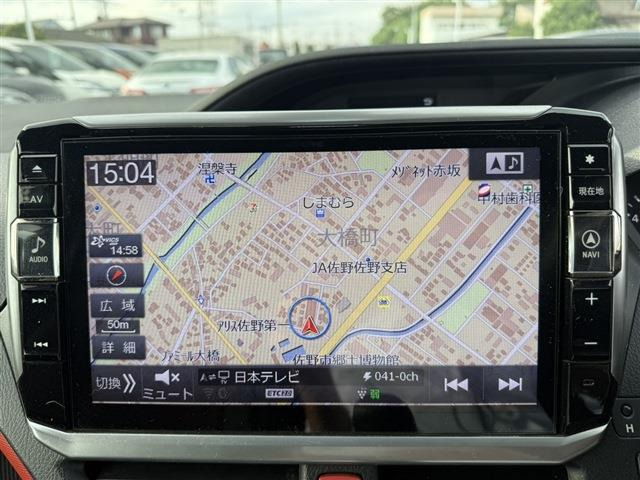 15:04
涅槃寺
ﾒｿﾞﾈｯﾄ赤坂
しまむら
中村歯科医
大橋町
VICS
14:58
JA佐野佐野支店
広域
50m
詳細
ｱﾘｽ佐野第一
ﾌｧﾐｰﾙ大橋
佐野市郷土博物館
切換
ミュート
TV
日本テレビ
041-0ch
ETC2.0
弱
AV
AUDIO
現在地
NAVI
H